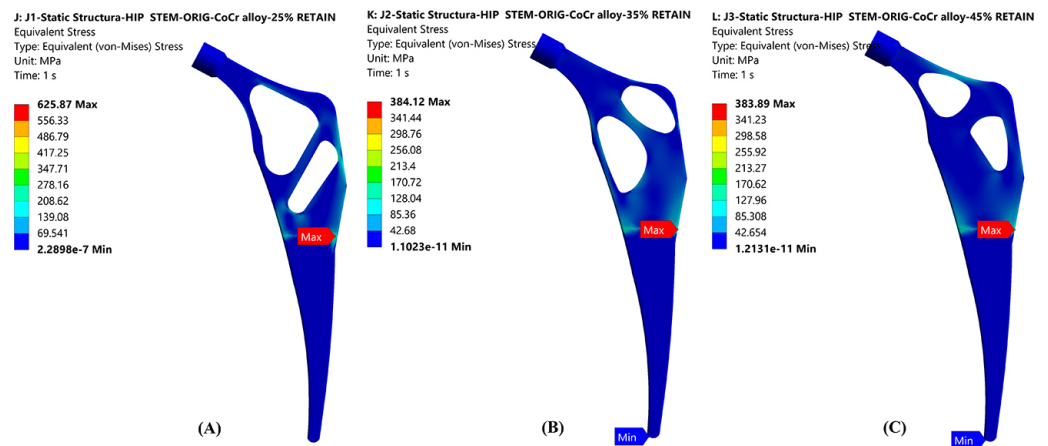 J: J1-Static Structura-HIP STEM-ORIG-CoCr alloy-25% RETAIN
Equivalent Stress
Type: Equivalent (von-Mises) Stress
Unit: MPa
Time: 1 s
625.87 Max
556.33
486.79
417.25
347.71
278.16
208.62
139.08
69.541
2.2898e-7 Min
Max
(A)
K: J2-Static Structura-HIP STEM-ORIG-CoCr alloy-35% RETAIN
Equivalent Stress
Type: Equivalent (von-Mises) Stress
Unit: MPa
Time: 1 s
384.12 Max
341.44
298.76
256.08
213.4
170.72
128.04
85.36
42.68
1.1023e-11 Min
Max
Min
(B)
L: J3-Static Structura-HIP STEM-ORIG-CoCr alloy-45% RETAIN
Equivalent Stress
Type: Equivalent (von-Mises) Stress
Unit: MPa
Time: 1 s
383.89 Max
341.23
298.58
255.92
213.27
170.62
127.96
85.308
42.654
1.2131e-11 Min
Max
Min
(C)